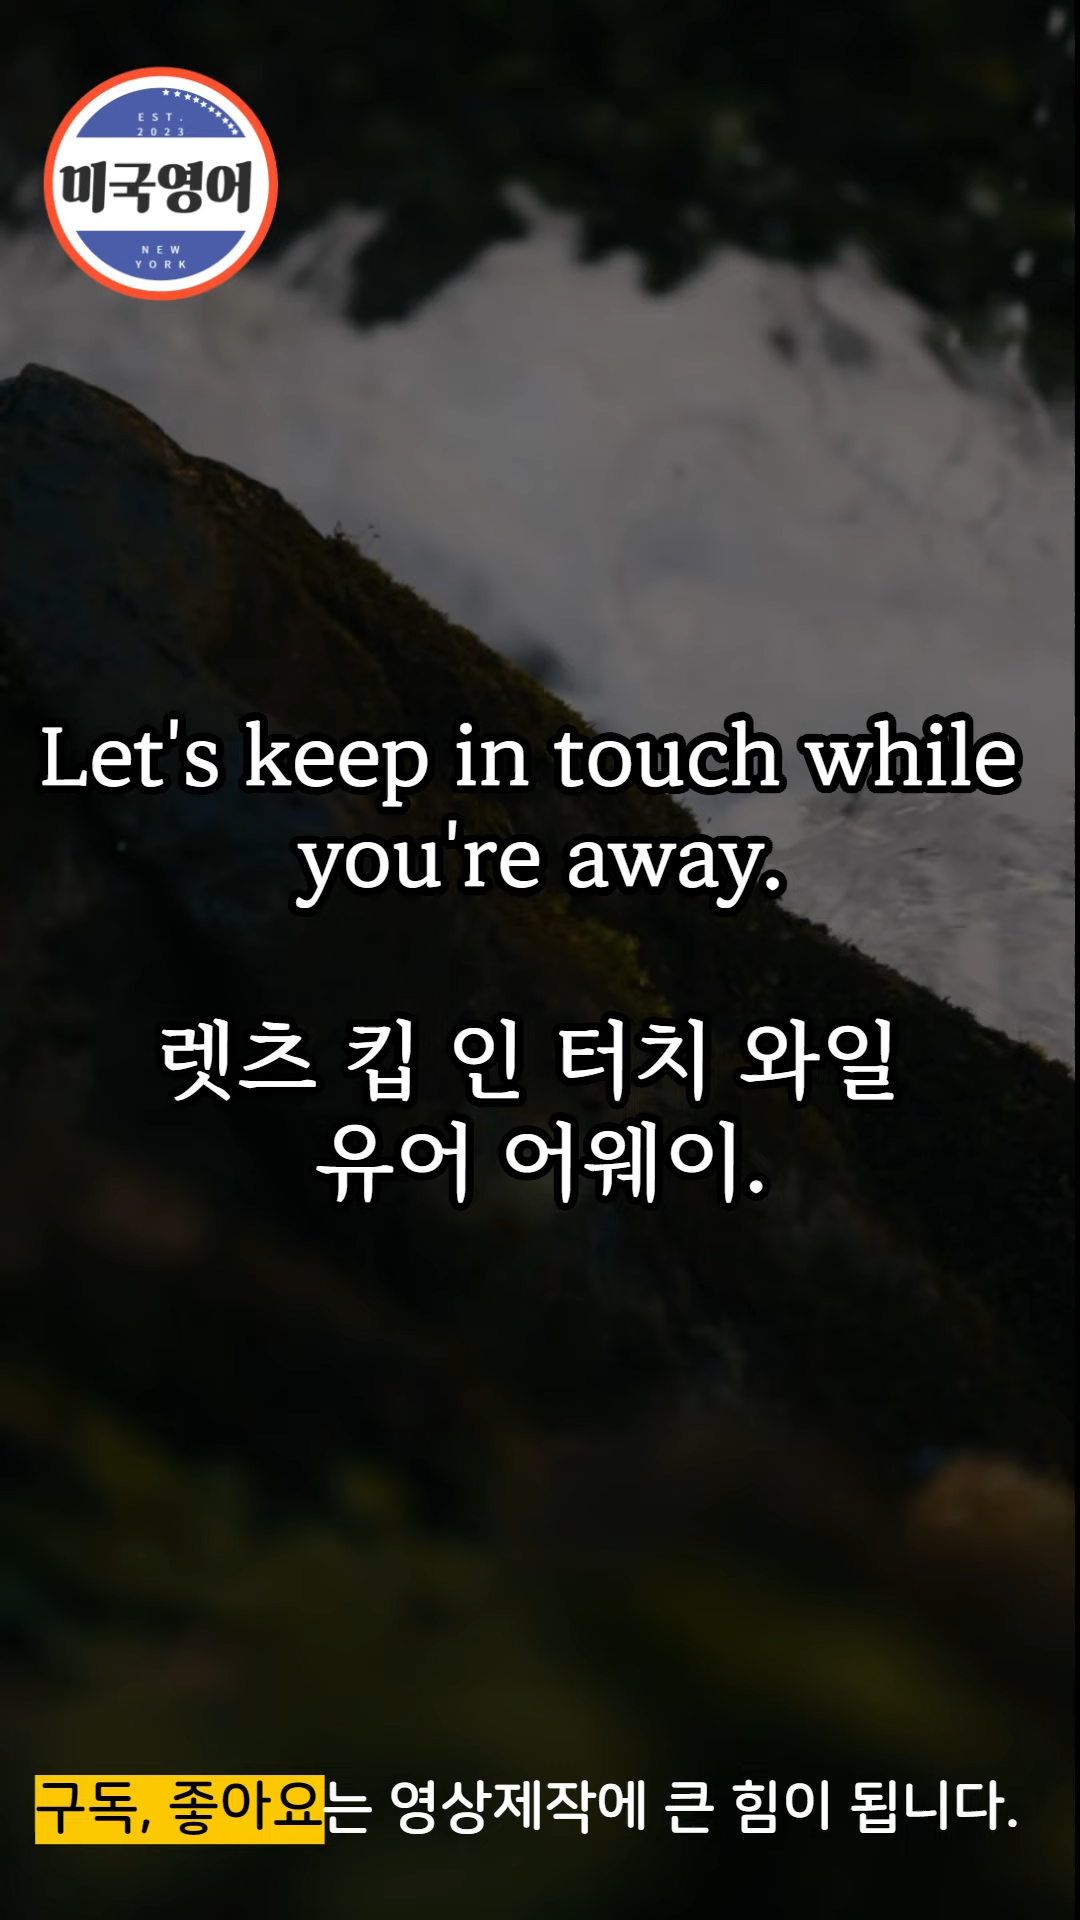 EST.
2023
미국영어
NEW
YORK
Let's keep in touch while
you're away.
렛츠 킵 인 터치 와일
유어 어웨이.
구독, 좋아요는 영상제작에 큰 힘이 됩니다.